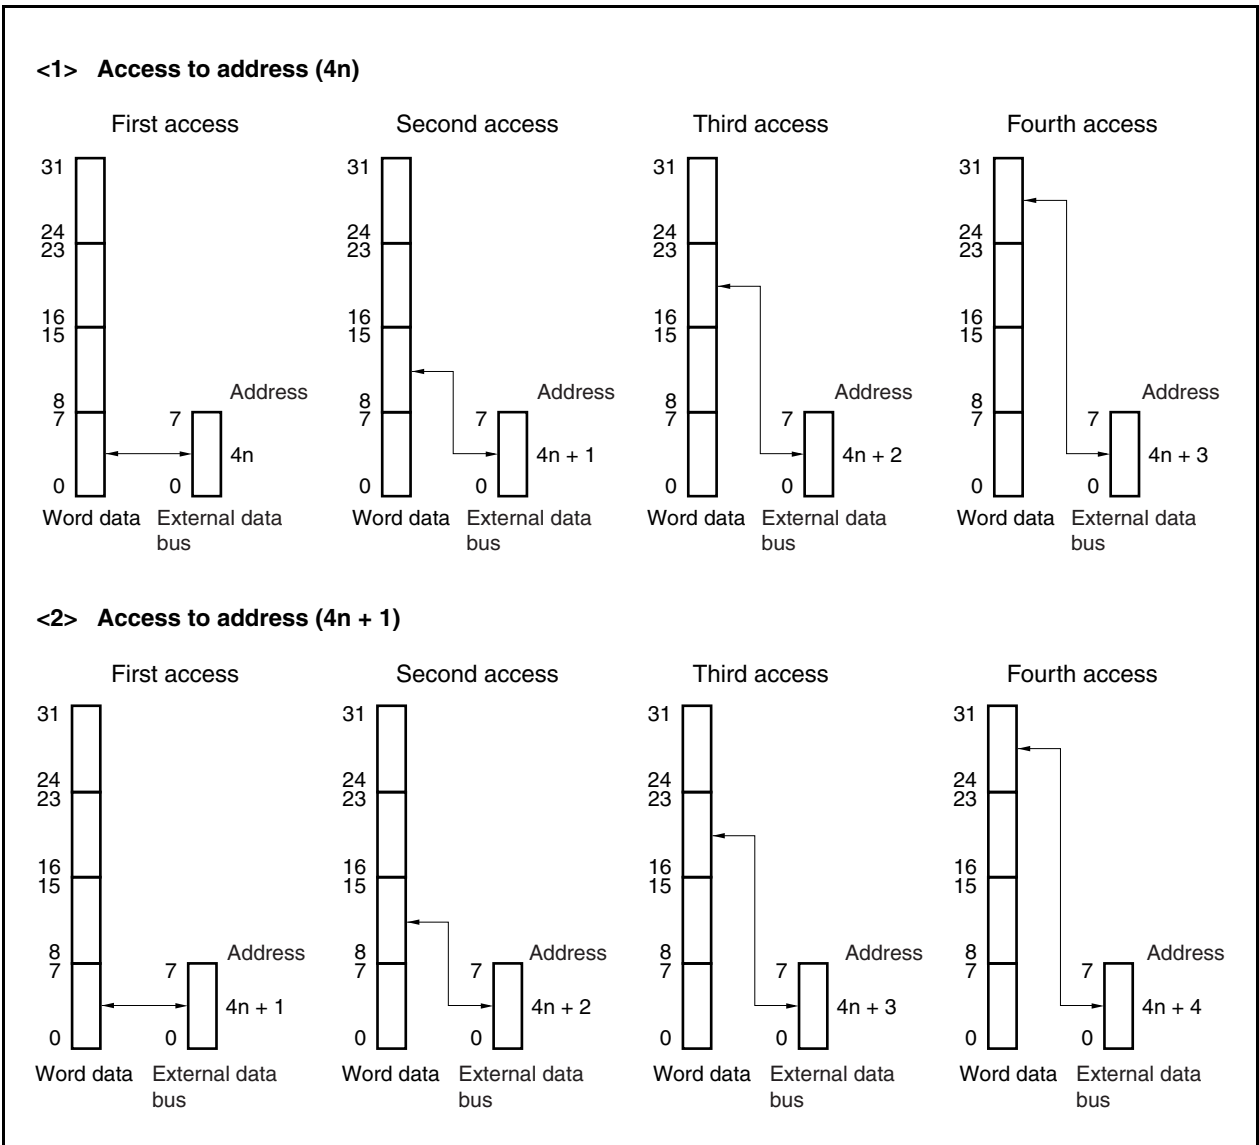 <1> Access to address (4n)
First access Second access Third access Fourth access
31 31 31 31
24 24 24 24
23 23 23 23
16 16 16 16
15 15 15 15
Address Address Address Address
8 8 8 8
7 7 7 7 7 7 7 7
4n 4n + 1 4n + 2 4n + 3
0 0 0 0 0 0 0 0
Word data External data Word data External data Word data External data Word data External data
bus bus bus bus
<2> Access to address (4n + 1)
First access Second access Third access Fourth access
31 31 31 31
24 24 24 24
23 23 23 23
16 16 16 16
15 15 15 15
8 Address 8 Address 8 Address 8 Address
7 7 7 7 7 7 7 7
4n + 1 4n + 2 4n + 3 4n + 4
0 0 0 0 0 0 0 0
Word data External data Word data External data Word data External data Word data External data
bus bus bus bus